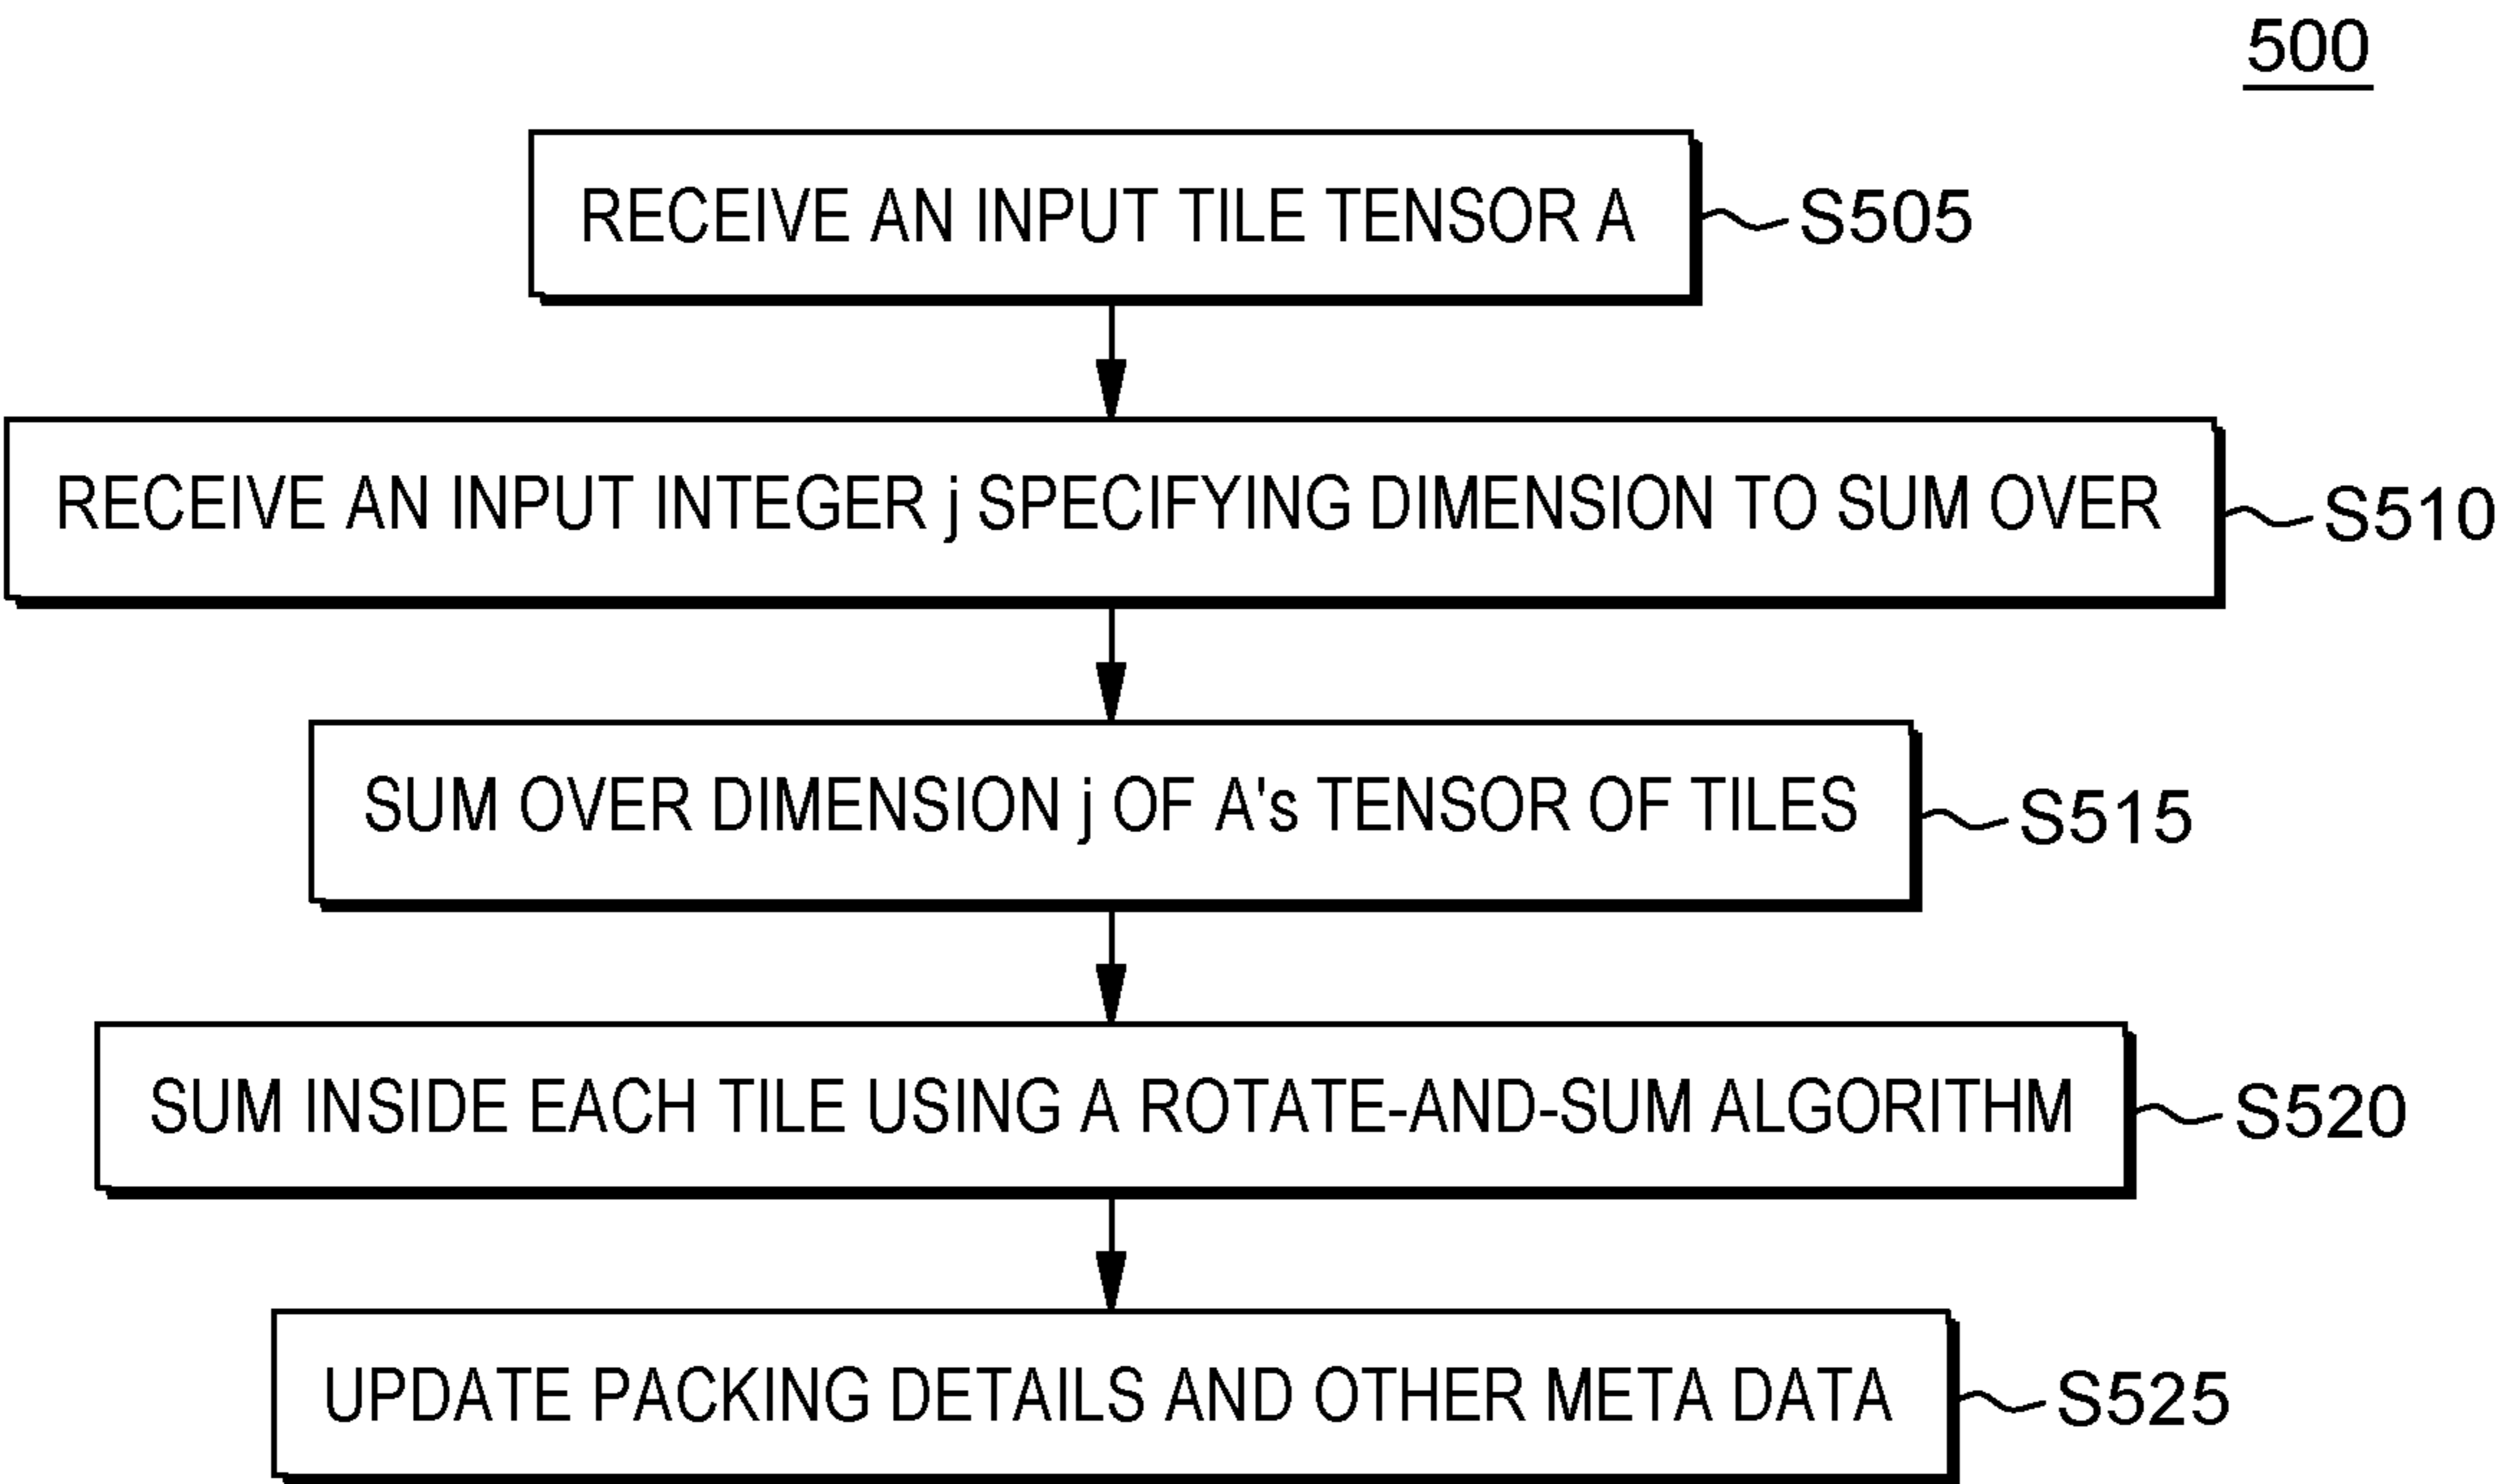 500
RECEIVE AN INPUT TILE TENSOR A
S505
RECEIVE AN INPUT INTEGER j SPECIFYING DIMENSION TO SUM OVER
S510
SUM OVER DIMENSION j OF A's TENSOR OF TILES
S515
SUM INSIDE EACH TILE USING A ROTATE-AND-SUM ALGORITHM
S520
UPDATE PACKING DETAILS AND OTHER META DATA
S525